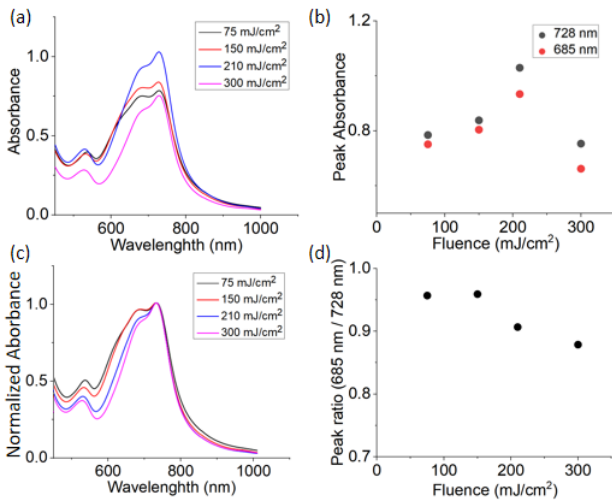 (a)
75 mJ/cm²
150 mJ/cm²
210 mJ/cm²
300 mJ/cm²
1.0
0.5
0.0
Absorbance
600 800 1000
Wavelenghth (nm)
(b)
728 nm
685 nm
1.2
0.8
Peak Absorbance
0 100 200 300 400
Fluence (mJ/cm²)
(c)
75 mJ/cm²
150 mJ/cm²
210 mJ/cm²
300 mJ/cm²
1.0
0.5
0.0
Normalized Aborbance
600 800 1000
Wavelenghth (nm)
(d)
1.0
0.9
0.8
0.7
Peak ratio (685 nm / 728 nm)
0 100 200 300 400
Fluence (mJ/cm²)